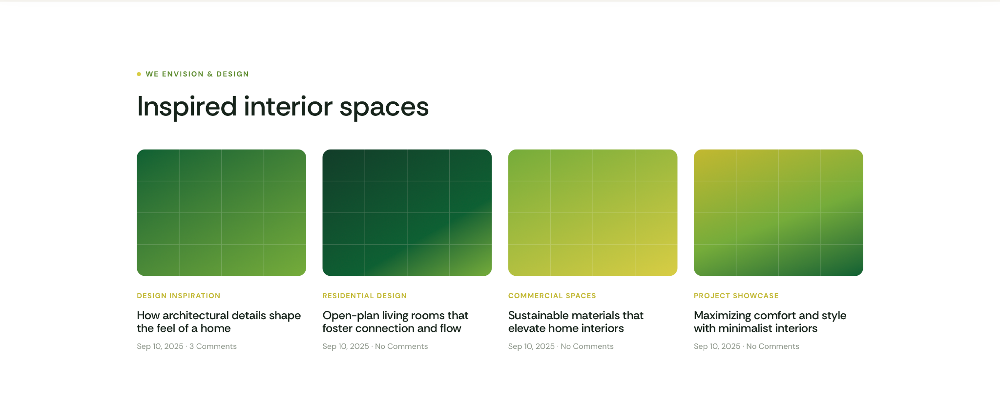 WE ENVISION & DESIGN
Inspired interior spaces
DESIGN INSPIRATION
How architectural details shape
the feel of a home
Sep 10, 2025 · 3 Comments
RESIDENTIAL DESIGN
Open-plan living rooms that
foster connection and flow
Sep 10, 2025 · No Comments
COMMERCIAL SPACES
Sustainable materials that
elevate home interiors
Sep 10, 2025 · No Comments
PROJECT SHOWCASE
Maximizing comfort and style
with minimalist interiors
Sep 10, 2025 · No Comments